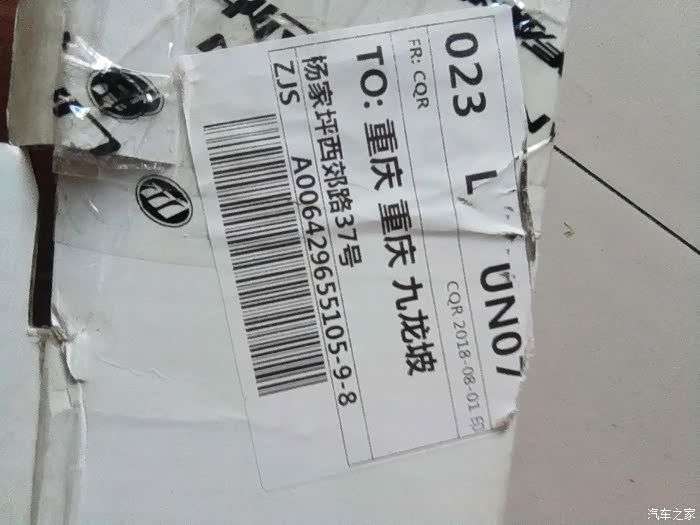 023 L UN07
FR: CQR
CQR 2018-08-01 印
TO: 重庆 重庆 九龙坡
杨家坪西郊路37号
ZJS
A006429655105-9-8
汽车之家